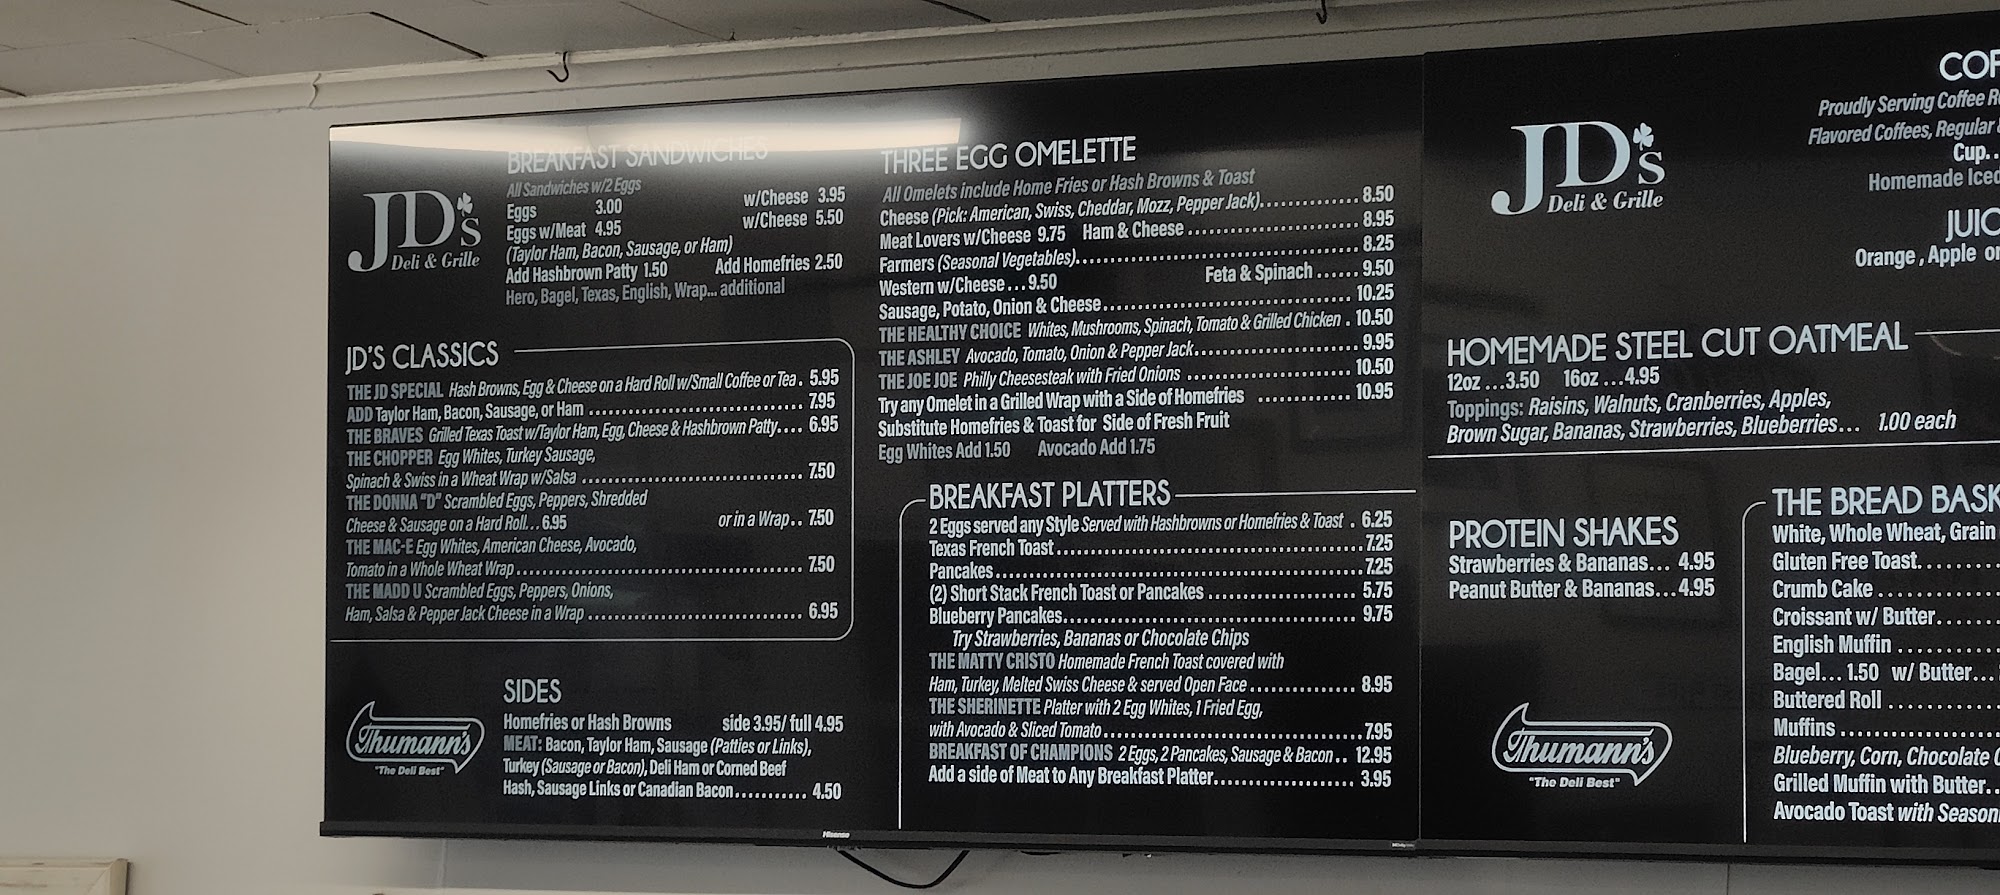 JD's
Deli & Grille
BREAKFAST SANDWICHES
All Sandwiches w/2 Eggs
Eggs 3.00 w/Cheese 3.95
Eggs w/Meat 4.95 w/Cheese 5.50
(Taylor Ham, Bacon, Sausage, or Ham)
Add Hashbrown Patty 1.50 Add Homefries 2.50
Hero, Bagel, Texas, English, Wrap... additional
JD'S CLASSICS
THE JD SPECIAL Hash Browns, Egg & Cheese on a Hard Roll w/Small Coffee or Tea . 5.95
ADD Taylor Ham, Bacon, Sausage, or Ham ........ 7.95
THE BRAVES Grilled Texas Toast w/Taylor Ham, Egg, Cheese & Hashbrown Patty.... 6.95
THE CHOPPER Egg Whites, Turkey Sausage,
Spinach & Swiss in a Wheat Wrap w/Salsa ........ 7.50
THE DONNA "D" Scrambled Eggs, Peppers, Shredded
Cheese & Sausage on a Hard Roll... 6.95 or in a Wrap.. 7.50
THE MAC-E Egg Whites, American Cheese, Avocado,
Tomato in a Whole Wheat Wrap ........ 7.50
THE MADD U Scrambled Eggs, Peppers, Onions,
Ham, Salsa & Pepper Jack Cheese in a Wrap ........ 6.95
Thumann's
"The Deli Best"
SIDES
Homefries or Hash Browns side 3.95/ full 4.95
MEAT: Bacon, Taylor Ham, Sausage (Patties or Links),
Turkey (Sausage or Bacon), Deli Ham or Corned Beef
Hash, Sausage Links or Canadian Bacon........... 4.50
THREE EGG OMELETTE
All Omelets include Home Fries or Hash Browns & Toast
Cheese (Pick: American, Swiss, Cheddar, Mozz, Pepper Jack).............. 8.50
Meat Lovers w/Cheese 9.75 Ham & Cheese ........ 8.95
Farmers (Seasonal Vegetables)........ 8.25
Western w/Cheese ... 9.50 Feta & Spinach ...... 9.50
Sausage, Potato, Onion & Cheese ........ 10.25
THE HEALTHY CHOICE Whites, Mushrooms, Spinach, Tomato & Grilled Chicken . 10.50
THE ASHLEY Avocado, Tomato, Onion & Pepper Jack........ 9.95
THE JOE JOE Philly Cheesesteak with Fried Onions ........ 10.50
Try any Omelet in a Grilled Wrap with a Side of Homefries ............ 10.95
Substitute Homefries & Toast for Side of Fresh Fruit
Egg Whites Add 1.50 Avocado Add 1.75
BREAKFAST PLATTERS
2 Eggs served any Style Served with Hashbrowns or Homefries & Toast . 6.25
Texas French Toast ........ 7.25
Pancakes........ 7.25
(2) Short Stack French Toast or Pancakes ........ 5.75
Blueberry Pancakes........ 9.75
Try Strawberries, Bananas or Chocolate Chips
THE MATTY CRISTO Homemade French Toast covered with
Ham, Turkey, Melted Swiss Cheese & served Open Face ............... 8.95
THE SHERINETTE Platter with 2 Egg Whites, 1 Fried Egg,
with Avocado & Sliced Tomato ........ 7.95
BREAKFAST OF CHAMPIONS 2 Eggs, 2 Pancakes, Sausage & Bacon .. 12.95
Add a side of Meat to Any Breakfast Platter........ 3.95
Hisense
JD's
Deli & Grille
COF
Proudly Serving Coffee R
Flavored Coffees, Regular
Cup..
Homemade Iced
JUIC
Orange , Apple or
HOMEMADE STEEL CUT OATMEAL
12oz ...3.50 16oz ...4.95
Toppings: Raisins, Walnuts, Cranberries, Apples,
Brown Sugar, Bananas, Strawberries, Blueberries... 1.00 each
PROTEIN SHAKES
Strawberries & Bananas... 4.95
Peanut Butter & Bananas... 4.95
Thumann's
"The Deli Best"
THE BREAD BASK
White, Whole Wheat, Grain
Gluten Free Toast........
Crumb Cake ........
Croissant w/ Butter......
English Muffin ........
Bagel... 1.50 w/ Butter...
Buttered Roll ........
Muffins ........
Blueberry, Corn, Chocolate C
Grilled Muffin with Butter..
Avocado Toast with Season